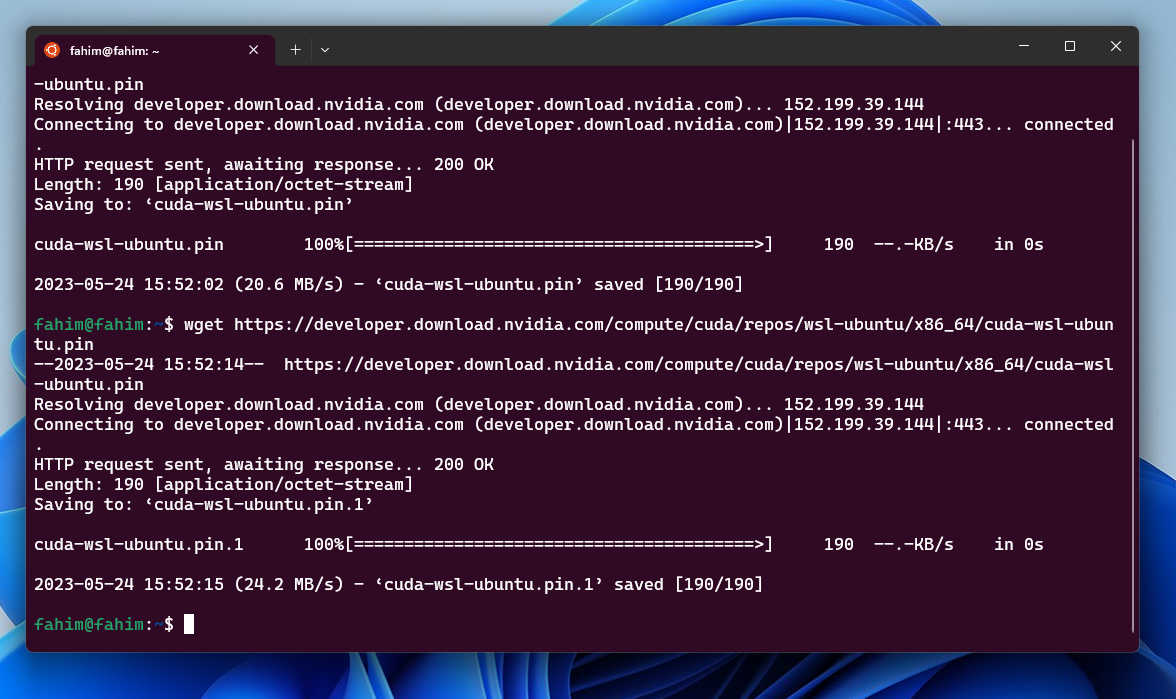 fahim@fahim: ~
-ubuntu.pin
Resolving developer.download.nvidia.com (developer.download.nvidia.com)... 152.199.39.144
Connecting to developer.download.nvidia.com (developer.download.nvidia.com)|152.199.39.144|:443... connected
.
HTTP request sent, awaiting response... 200 OK
Length: 190 [application/octet-stream]
Saving to: ‘cuda-wsl-ubuntu.pin’
cuda-wsl-ubuntu.pin        100%[========================================>]     190  --.-KB/s    in 0s
2023-05-24 15:52:02 (20.6 MB/s) - ‘cuda-wsl-ubuntu.pin’ saved [190/190]
fahim@fahim:~$ wget https://developer.download.nvidia.com/compute/cuda/repos/wsl-ubuntu/x86_64/cuda-wsl-ubun
tu.pin
--2023-05-24 15:52:14--  https://developer.download.nvidia.com/compute/cuda/repos/wsl-ubuntu/x86_64/cuda-wsl
-ubuntu.pin
Resolving developer.download.nvidia.com (developer.download.nvidia.com)... 152.199.39.144
Connecting to developer.download.nvidia.com (developer.download.nvidia.com)|152.199.39.144|:443... connected
.
HTTP request sent, awaiting response... 200 OK
Length: 190 [application/octet-stream]
Saving to: ‘cuda-wsl-ubuntu.pin.1’
cuda-wsl-ubuntu.pin.1      100%[========================================>]     190  --.-KB/s    in 0s
2023-05-24 15:52:15 (24.2 MB/s) - ‘cuda-wsl-ubuntu.pin.1’ saved [190/190]
fahim@fahim:~$